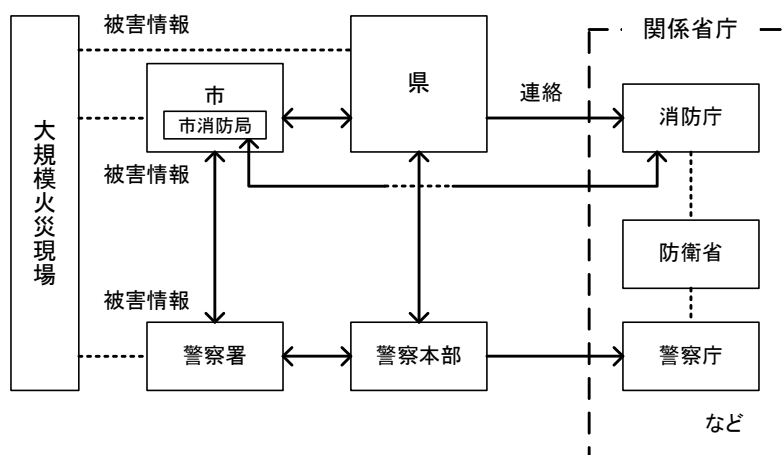 被害情報
関係省庁
県
市
市消防局
連絡
消防庁
大規模火災現場
被害情報
防衛省
被害情報
警察署
警察本部
警察庁
など